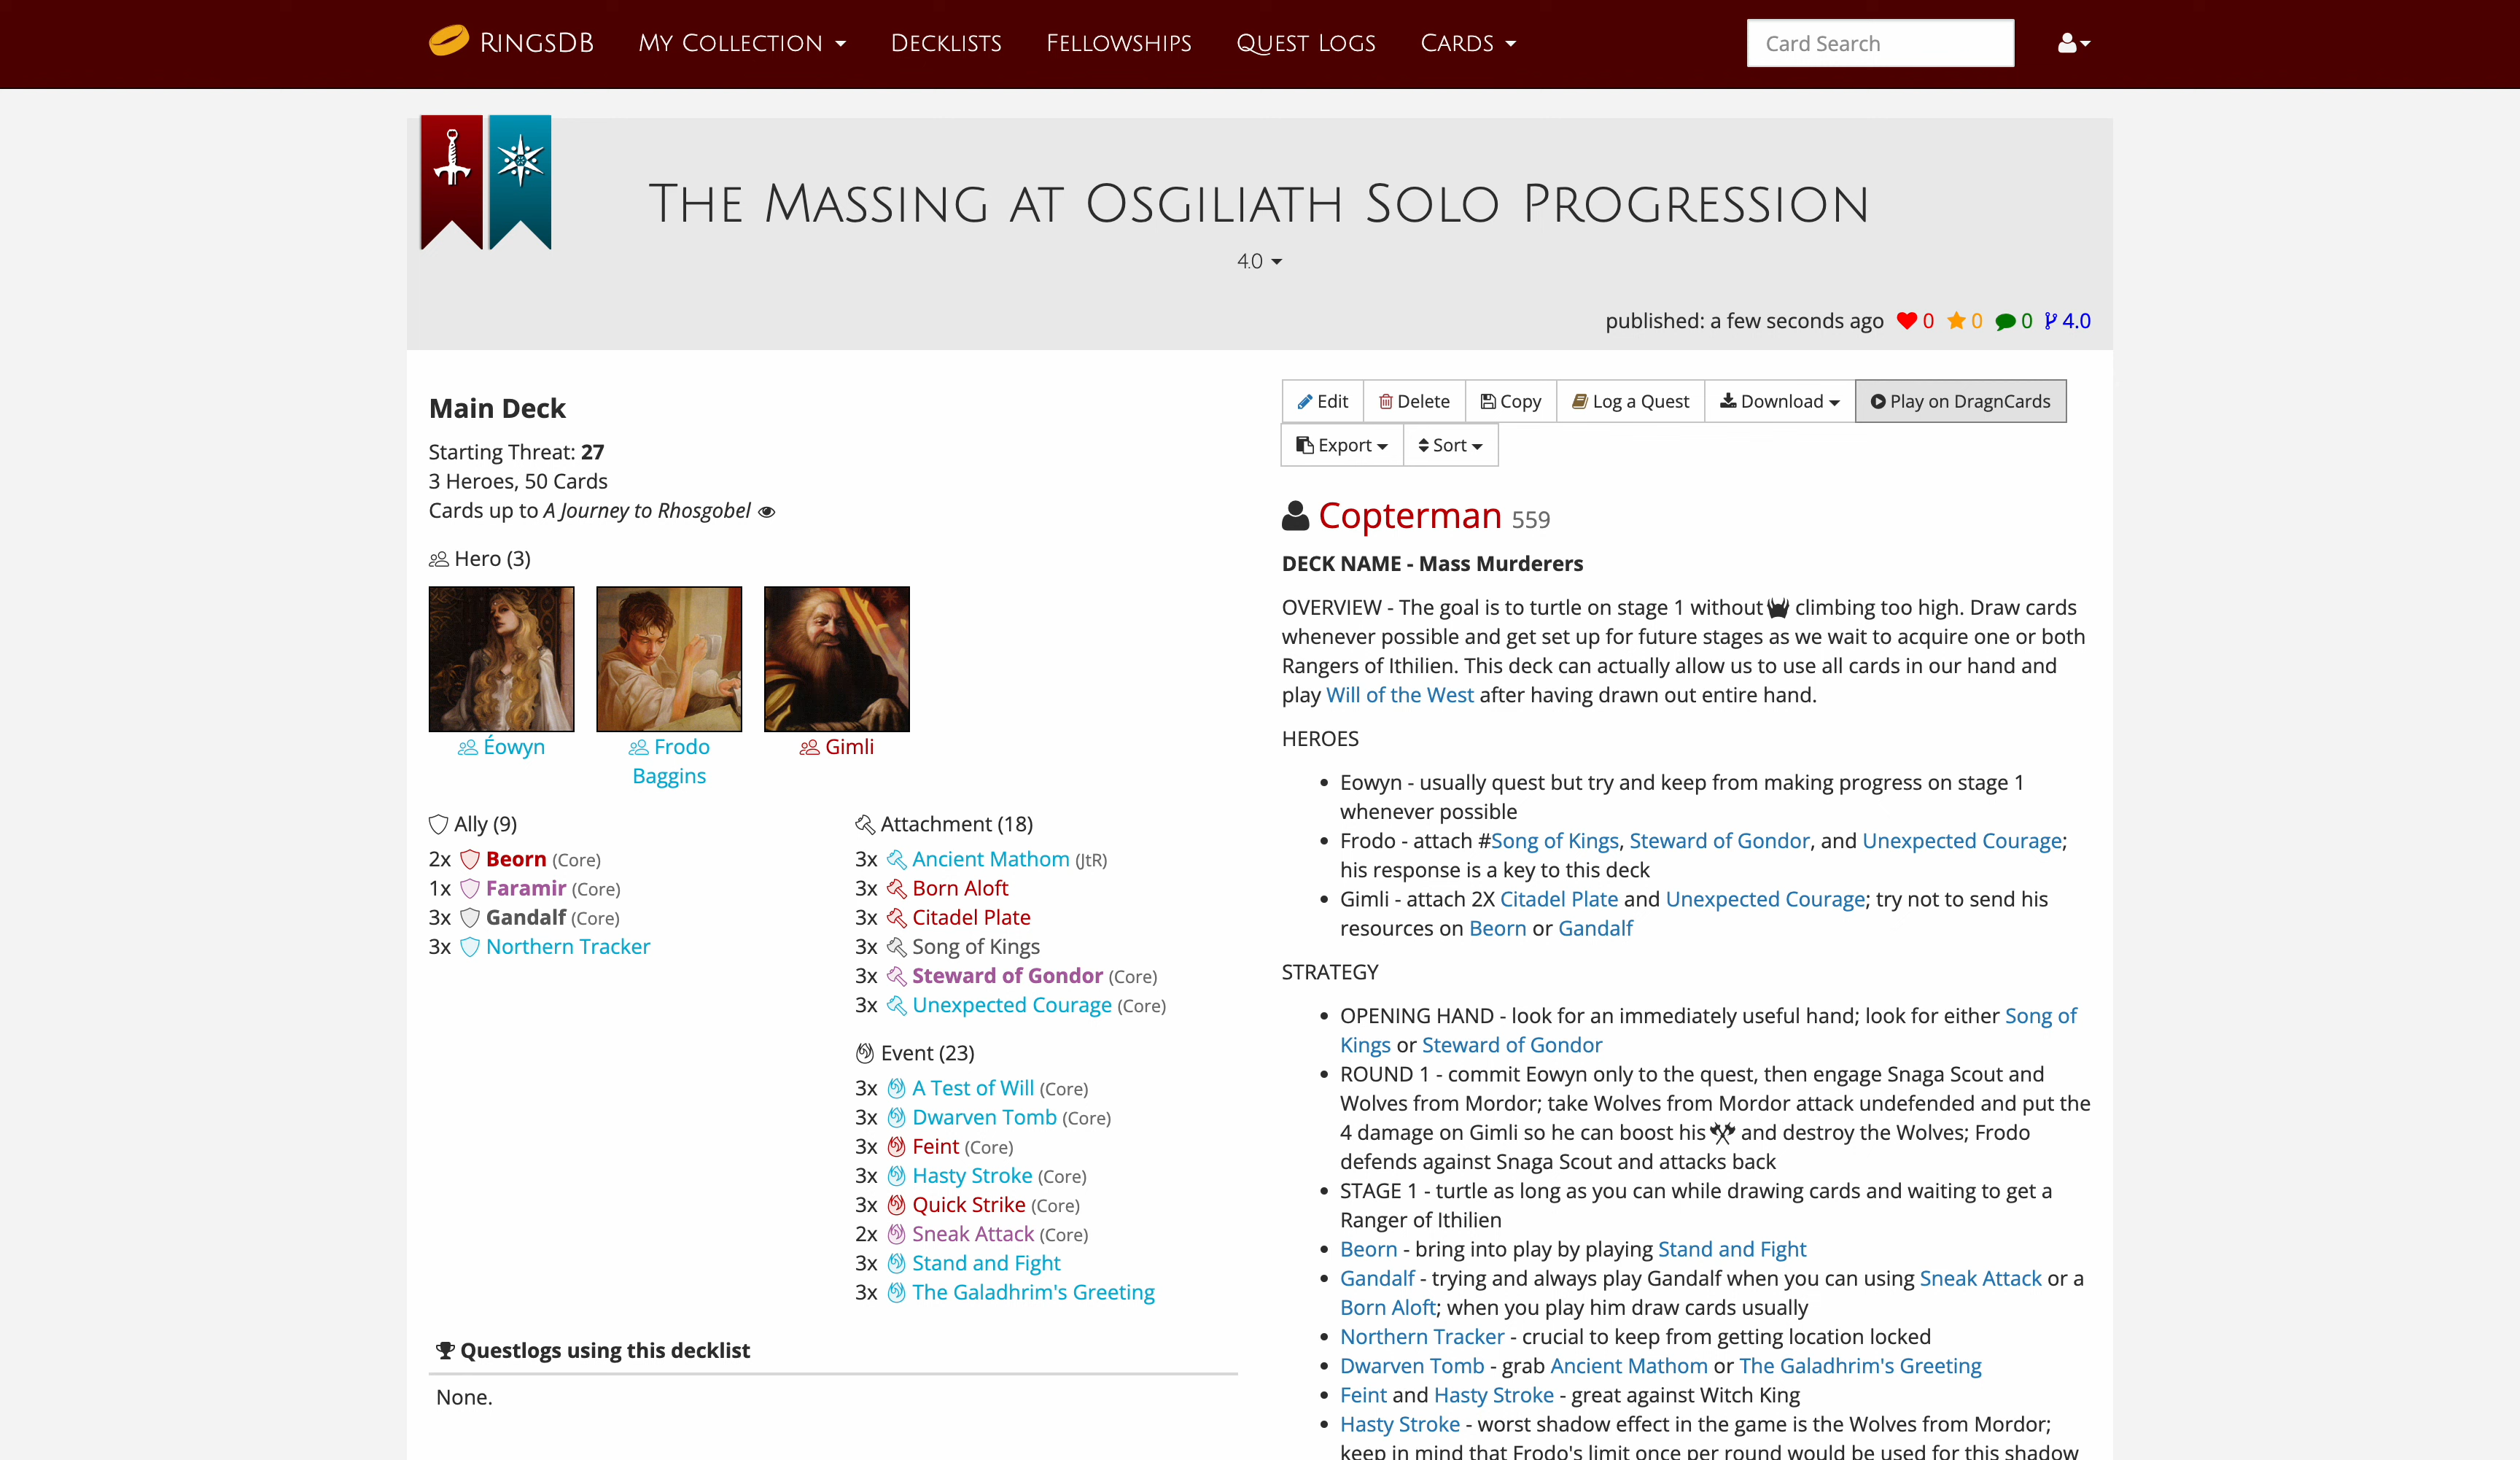 RINGSDB MY COLLECTION DECKLISTS FELLOWSHIPS QUEST LOGS CARDS Card Search
THE MASSING AT OSGILIATH SOLO PROGRESSION
4.0
published: a few seconds ago 0 0 0 4.0
Main Deck
Starting Threat: 27
3 Heroes, 50 Cards
Cards up to A Journey to Rhosgobel
Hero (3)
Éowyn
Frodo
Baggins
Gimli
Ally (9)
2x Beorn (Core)
1x Faramir (Core)
3x Gandalf (Core)
3x Northern Tracker
Attachment (18)
3x Ancient Mathom (JtR)
3x Born Aloft
3x Citadel Plate
3x Song of Kings
3x Steward of Gondor (Core)
3x Unexpected Courage (Core)
Event (23)
3x A Test of Will (Core)
3x Dwarven Tomb (Core)
3x Feint (Core)
3x Hasty Stroke (Core)
3x Quick Strike (Core)
2x Sneak Attack (Core)
3x Stand and Fight
3x The Galadhrim's Greeting
Questlogs using this decklist
None.
Edit Delete Copy Log a Quest Download Play on DragnCards
Export Sort
Copterman 559
DECK NAME - Mass Murderers
OVERVIEW - The goal is to turtle on stage 1 without climbing too high. Draw cards
whenever possible and get set up for future stages as we wait to acquire one or both
Rangers of Ithilien. This deck can actually allow us to use all cards in our hand and
play Will of the West after having drawn out entire hand.
HEROES
• Eowyn - usually quest but try and keep from making progress on stage 1
whenever possible
• Frodo - attach #Song of Kings, Steward of Gondor, and Unexpected Courage;
his response is a key to this deck
• Gimli - attach 2X Citadel Plate and Unexpected Courage; try not to send his
resources on Beorn or Gandalf
STRATEGY
• OPENING HAND - look for an immediately useful hand; look for either Song of
Kings or Steward of Gondor
• ROUND 1 - commit Eowyn only to the quest, then engage Snaga Scout and
Wolves from Mordor; take Wolves from Mordor attack undefended and put the
4 damage on Gimli so he can boost his and destroy the Wolves; Frodo
defends against Snaga Scout and attacks back
• STAGE 1 - turtle as long as you can while drawing cards and waiting to get a
Ranger of Ithilien
• Beorn - bring into play by playing Stand and Fight
• Gandalf - trying and always play Gandalf when you can using Sneak Attack or a
Born Aloft; when you play him draw cards usually
• Northern Tracker - crucial to keep from getting location locked
• Dwarven Tomb - grab Ancient Mathom or The Galadhrim's Greeting
• Feint and Hasty Stroke - great against Witch King
• Hasty Stroke - worst shadow effect in the game is the Wolves from Mordor;
keep in mind that Frodo's limit once per round would be used for this shadow